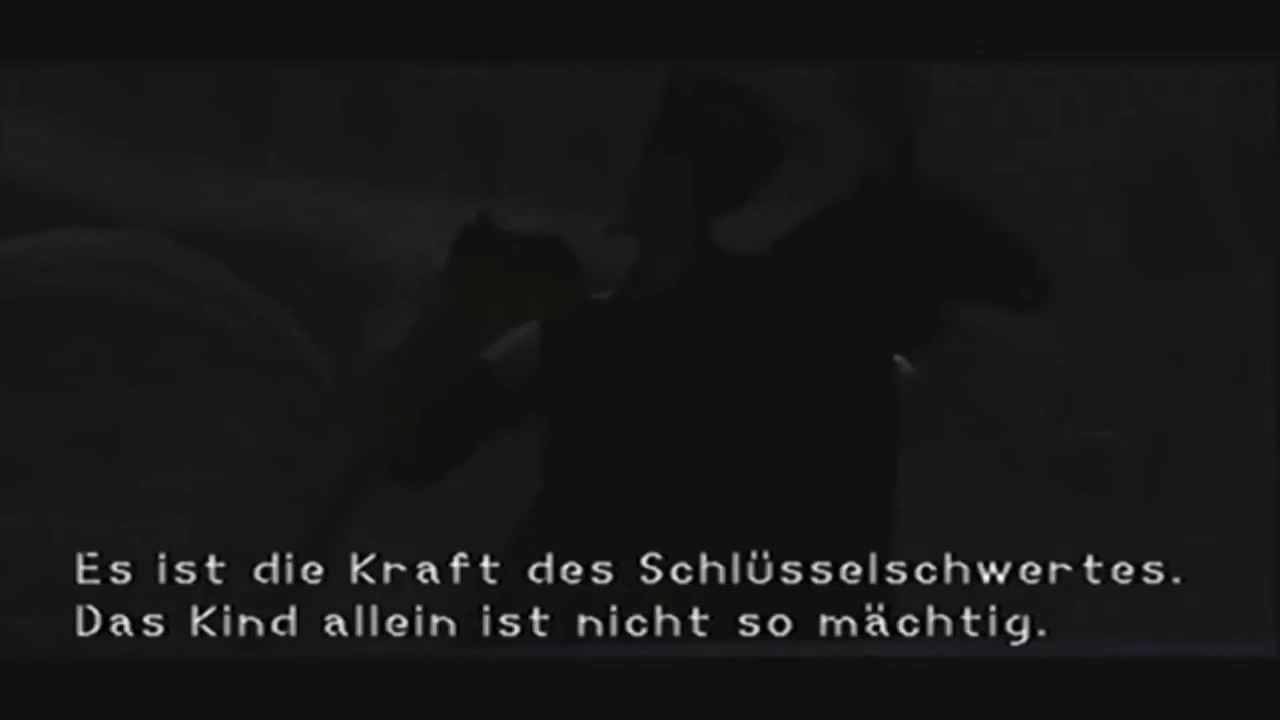 Es ist die Kraft des Schlüsselschwertes.
Das Kind allein ist nicht so mächtig.